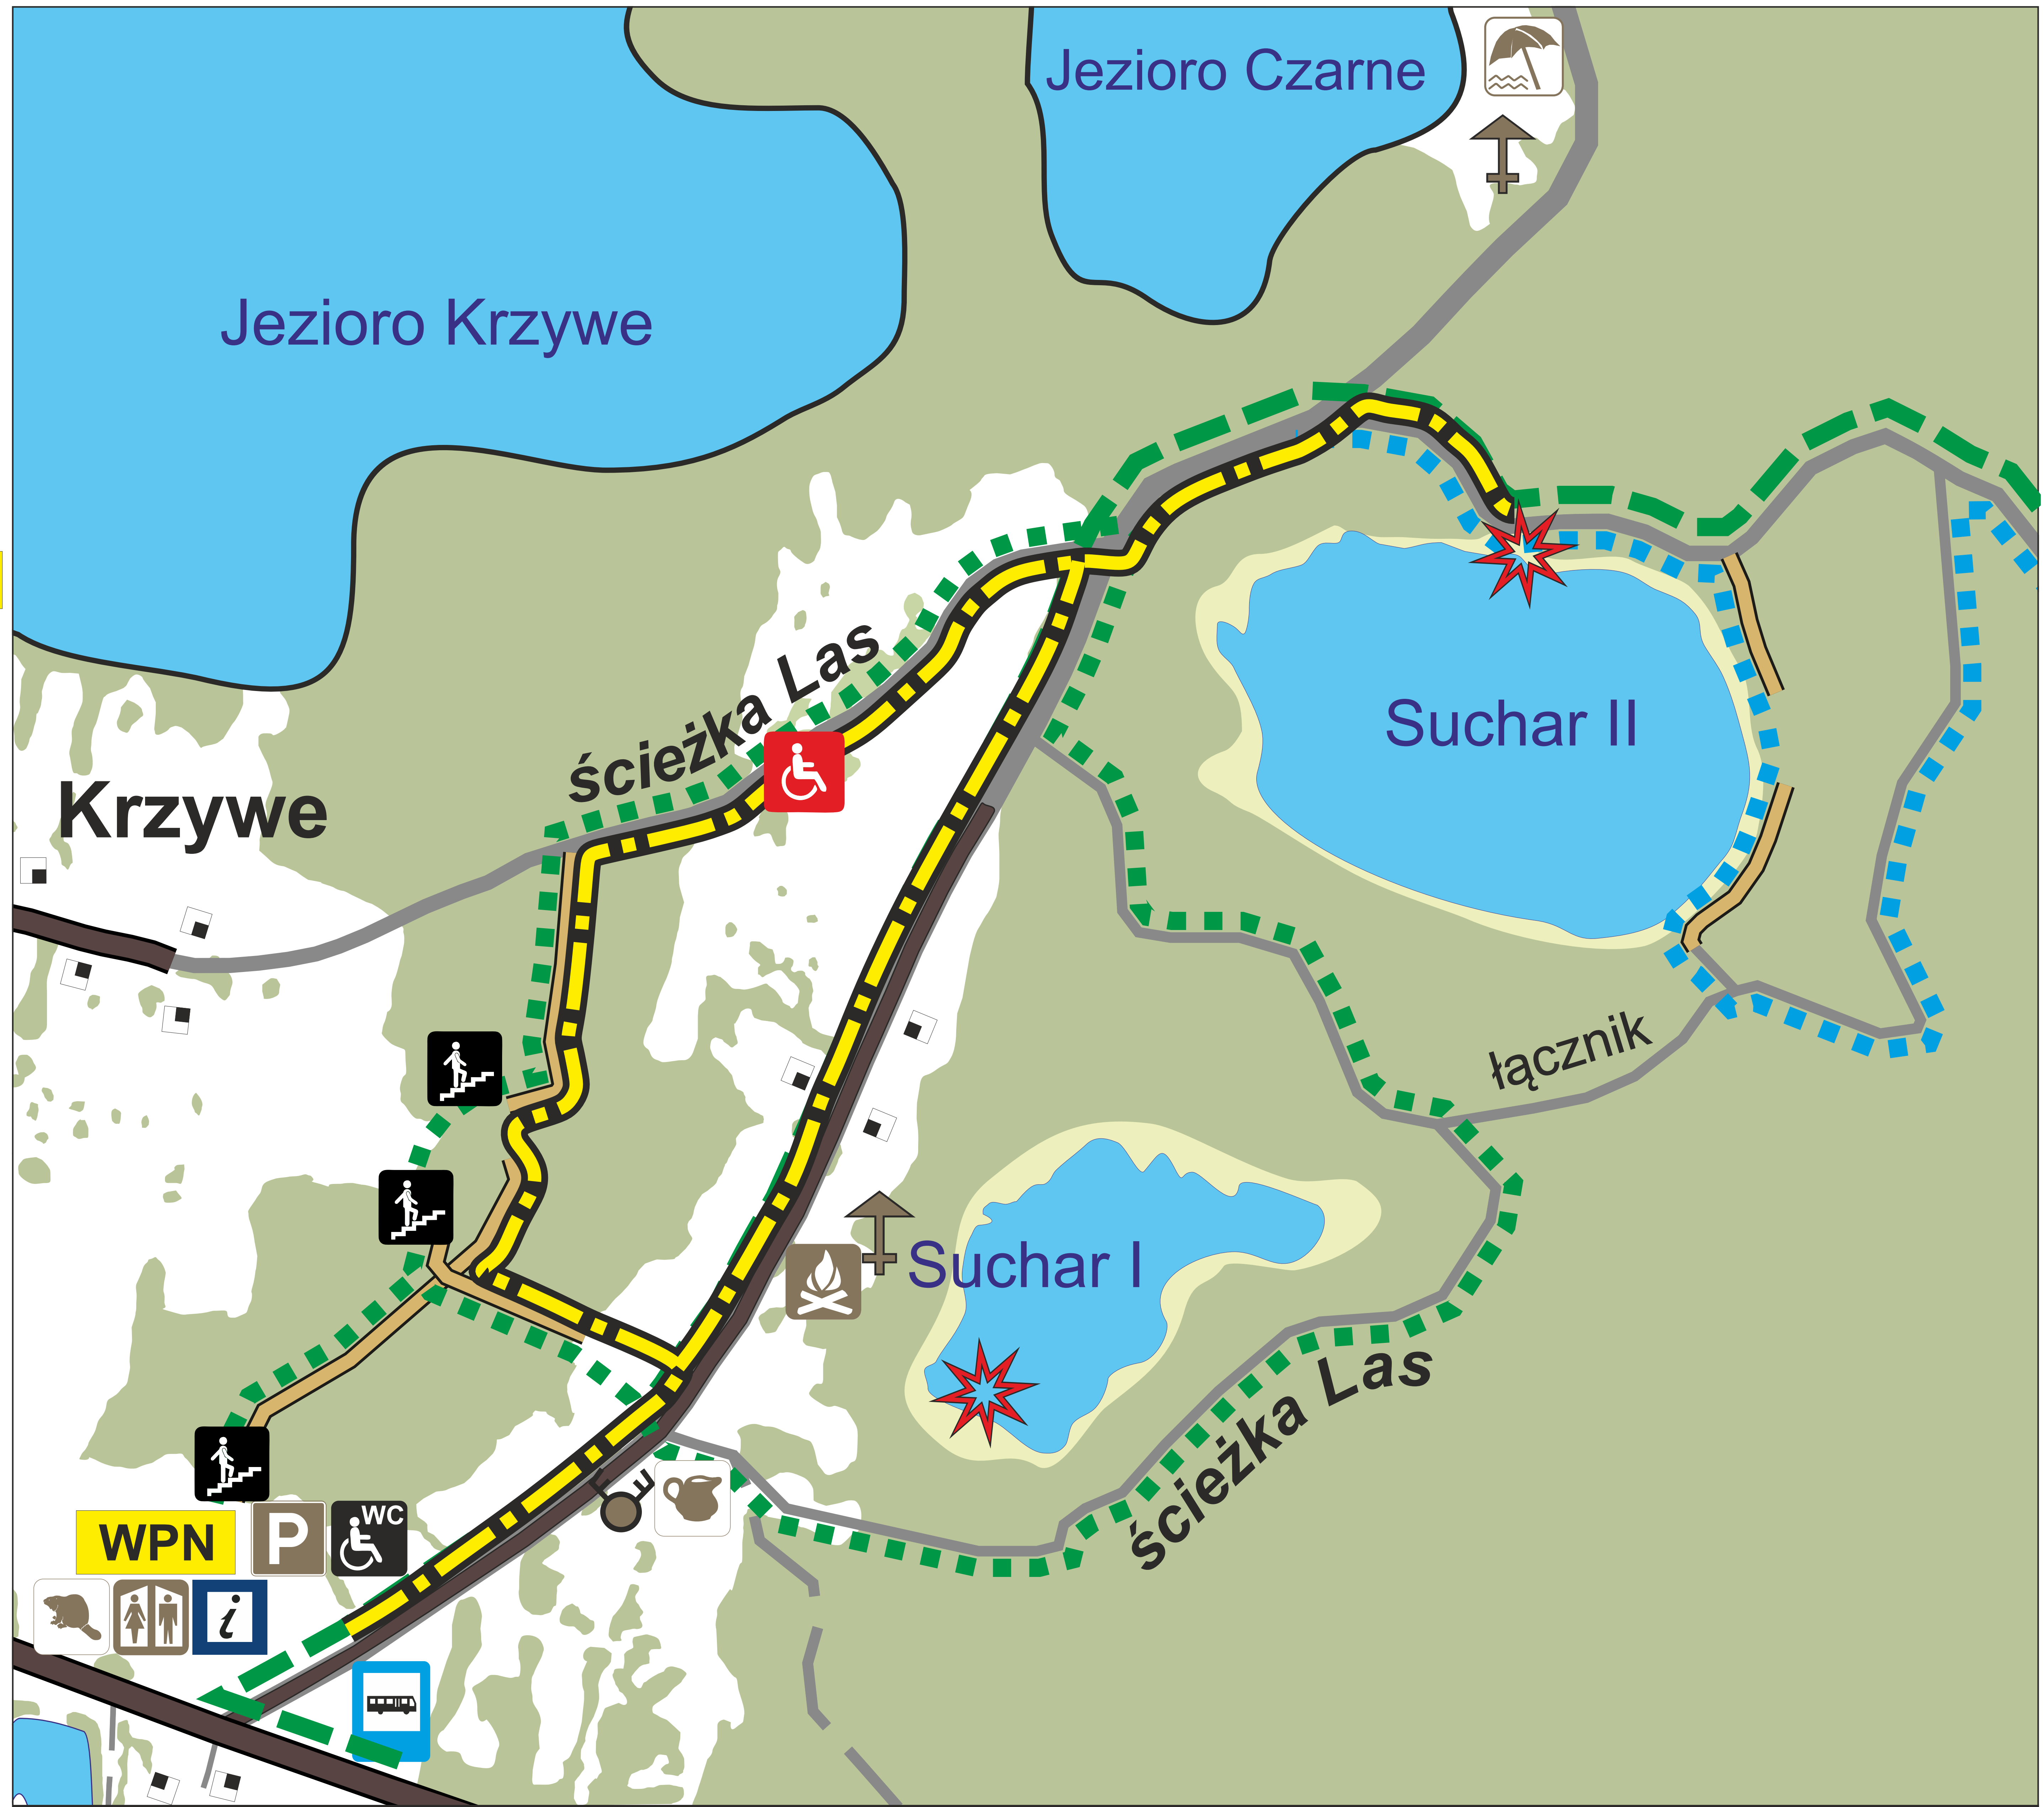 Jezioro Czarne
Jezioro Krzywe
ścieżka Las
Suchar II
Krzywe
łącznik
Suchar I
ścieżka Las
WPN
P
WC
i